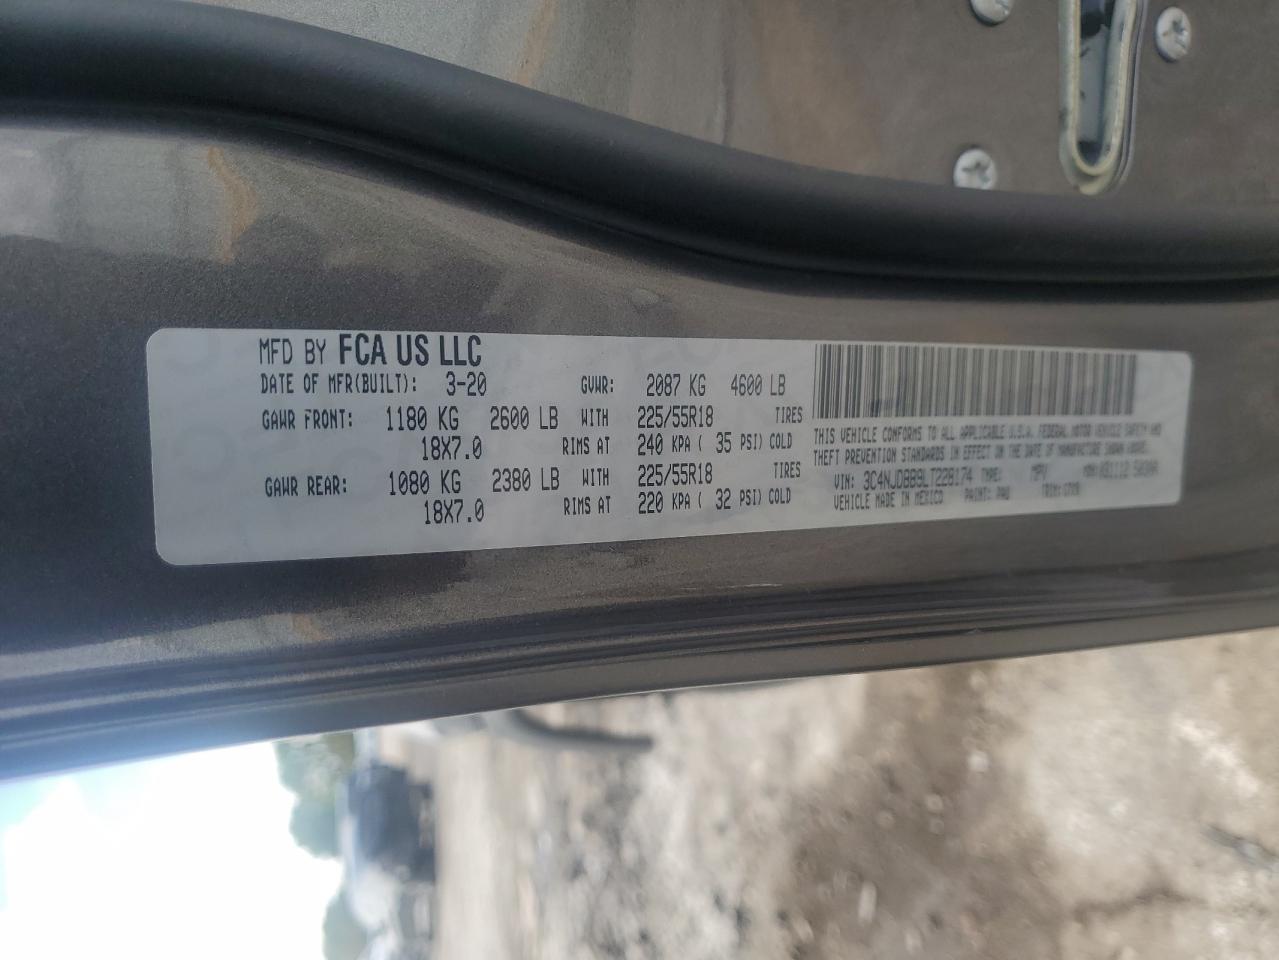 MFD BY FCA US LLC
DATE OF MFR(BUILT): 3-20 GVWR: 2087 KG 4600 LB
GAWR FRONT: 1180 KG 2600 LB WITH 225/55R18 TIRES
18X7.0 RIMS AT 240 KPA ( 35 PSI) COLD
GAWR REAR: 1080 KG 2380 LB WITH 225/55R18 TIRES
18X7.0 RIMS AT 220 KPA ( 32 PSI) COLD
THIS VEHICLE CONFORMS TO ALL APPLICABLE U.S.A. FEDERAL MOTOR VEHICLE SAFETY AND
THEFT PREVENTION STANDARDS IN EFFECT ON THE DATE OF MANUFACTURE SHOWN ABOVE.
VIN: 3C4NJDBB9LT228174 TYPE: MPV
VEHICLE MADE IN MEXICO PAINT: PAU TRIM: